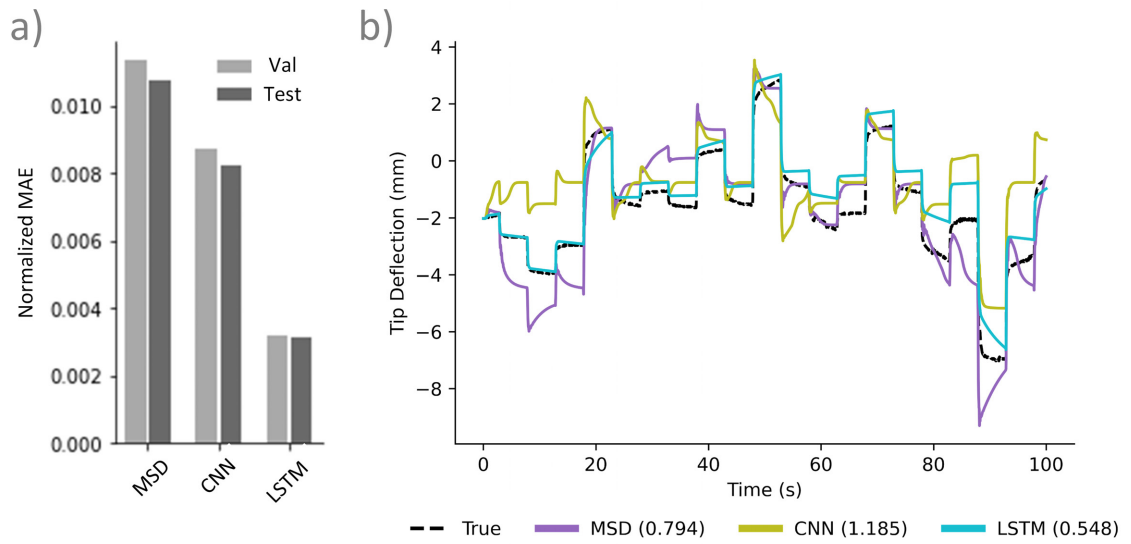 a)
Normalized MAE
0.010
0.008
0.006
0.004
0.002
0.000
Val
Test
MSD
CNN
LSTM
b)
Tip Deflection (mm)
4
2
0
−2
−4
−6
−8
0
20
40
60
80
100
Time (s)
True
MSD (0.794)
CNN (1.185)
LSTM (0.548)